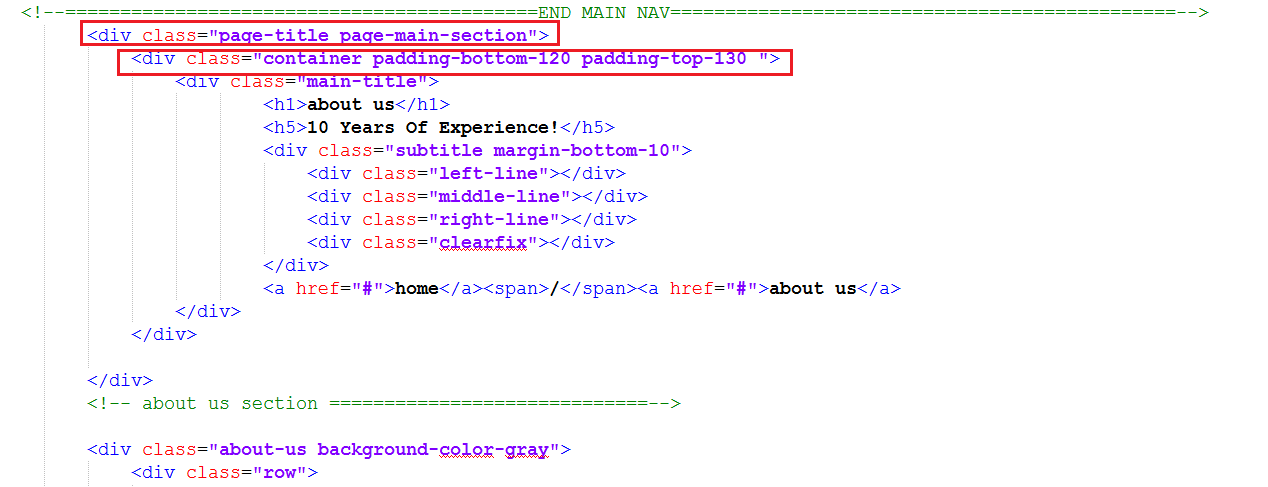 <!--===========================================END MAIN NAV==============================================-->
<div class="page-title page-main-section">
<div class="container padding-bottom-120 padding-top-130 ">
<div class="main-title">
<h1>about us</h1>
<h5>10 Years Of Experience!</h5>
<div class="subtitle margin-bottom-10">
<div class="left-line"></div>
<div class="middle-line"></div>
<div class="right-line"></div>
<div class="clearfix"></div>
</div>
<a href="#">home</a><span>/</span><a href="#">about us</a>
</div>
</div>
</div>
<!-- about us section =============================-->
<div class="about-us background-color-gray">
<div class="row">